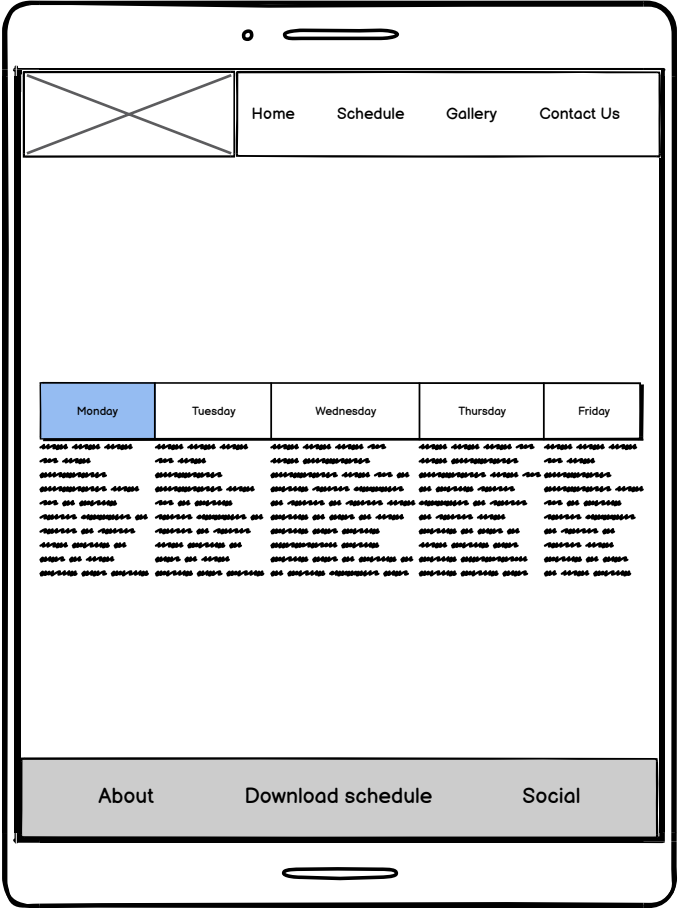 Home Schedule Gallery Contact Us
Monday Tuesday Wednesday Thursday Friday
About Download schedule Social